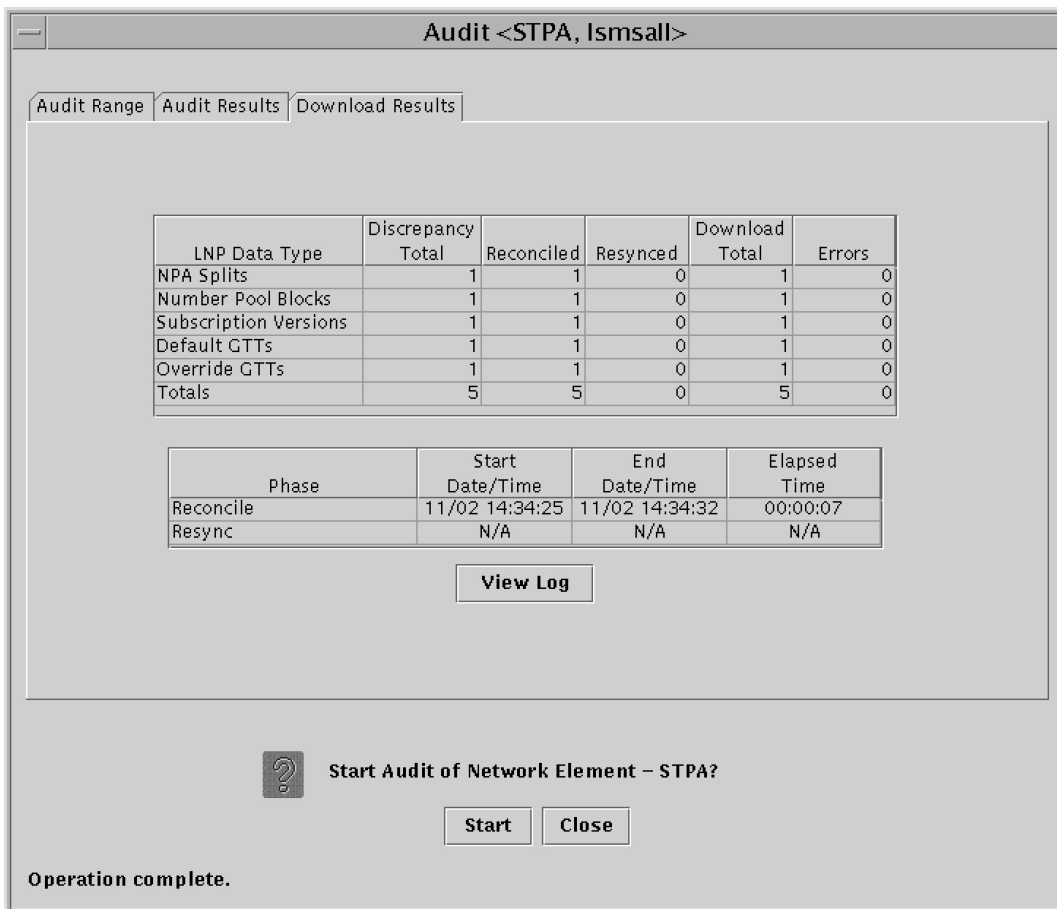 Audit <STPA, lsmsall>
Audit Range Audit Results Download Results
Discrepancy Download
LNP Data Type Total Reconciled Resynced Total Errors
NPA Splits 1 1 0 1 0
Number Pool Blocks 1 1 0 1 0
Subscription Versions 1 1 0 1 0
Default GTTs 1 1 0 1 0
Override GTTs 1 1 0 1 0
Totals 5 5 0 5 0
Start End Elapsed
Phase Date/Time Date/Time Time
Reconcile 11/02 14:34:25 11/02 14:34:32 00:00:07
Resync N/A N/A N/A
View Log
Start Audit of Network Element – STPA?
Start Close
Operation complete.